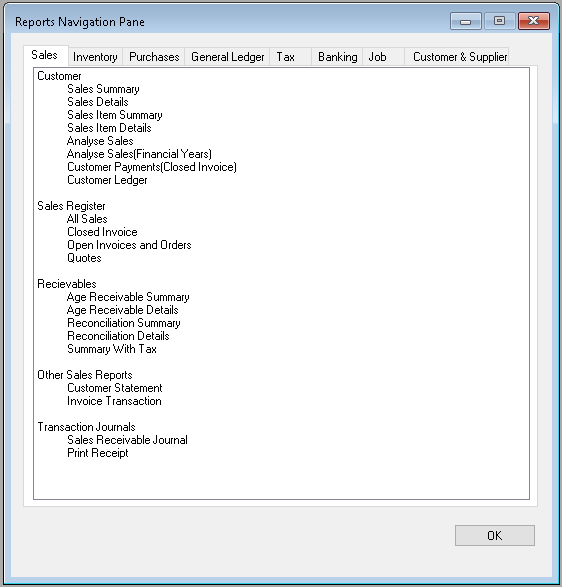 Reports Navigation Pane
Sales Inventory Purchases General Ledger Tax Banking Job Customer & Supplier
Customer
Sales Summary
Sales Details
Sales Item Summary
Sales Item Details
Analyse Sales
Analyse Sales(Financial Years)
Customer Payments(Closed Invoice)
Customer Ledger
Sales Register
All Sales
Closed Invoice
Open Invoices and Orders
Quotes
Recievables
Age Receivable Summary
Age Receivable Details
Reconciliation Summary
Reconciliation Details
Summary With Tax
Other Sales Reports
Customer Statement
Invoice Transaction
Transaction Journals
Sales Receivable Journal
Print Receipt
OK